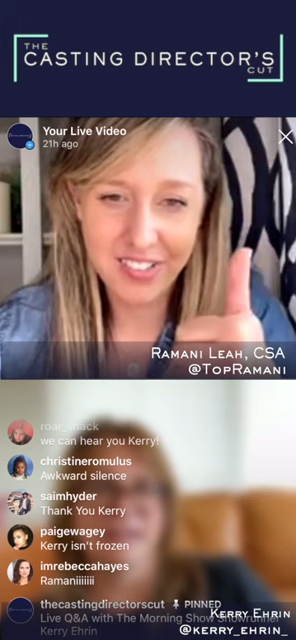 THE
CASTING DIRECTOR'S
CUT
Your Live Video
21h ago
RAMANI LEAH, CSA
@TOPRAMANI
roar_shack
we can hear you Kerry!
christineromulus
Awkward silence
saimhyder
Thank You Kerry
paigewagey
Kerry isn't frozen
imrebeccahayes
Ramaniiiiiii
thecastingdirectorscut PINNED
Live Q&A with The Morning Show Showrunner
Kerry Ehrin
KERRY EHRIN
@KERRY_EHRIN_